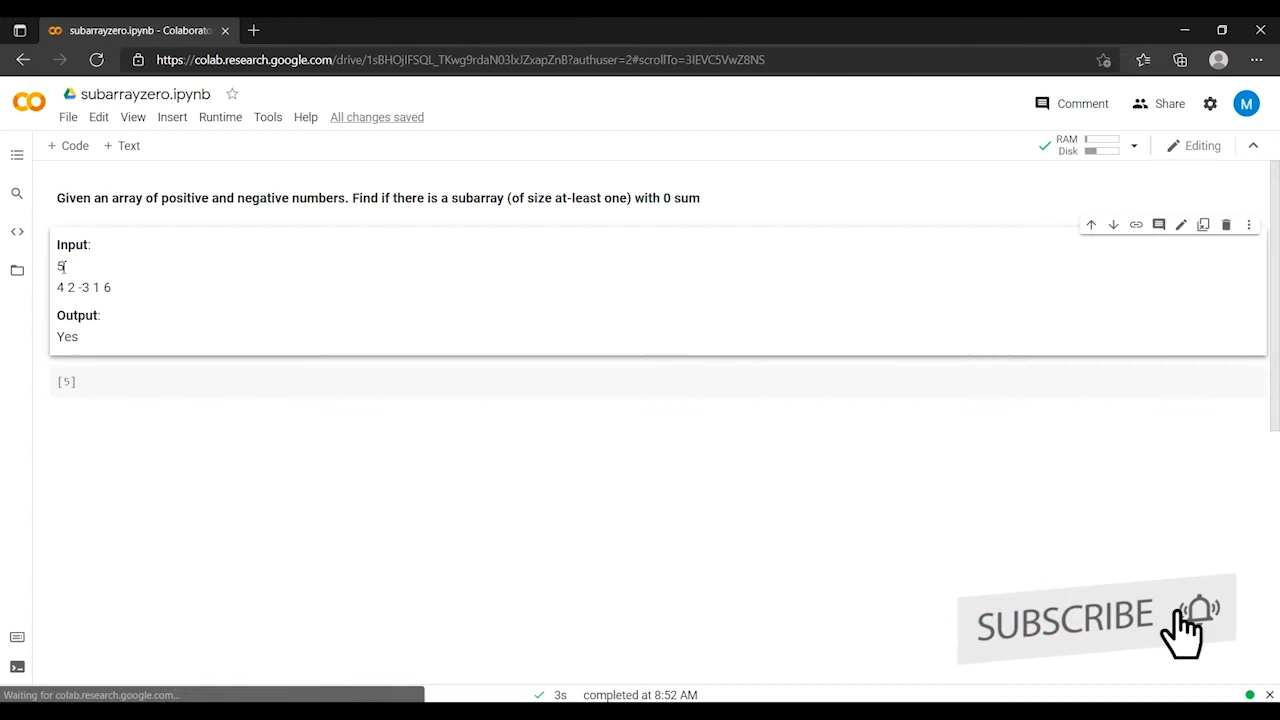 subarrayzero.ipynb - Colaborato
https://colab.research.google.com/drive/1sBHOjIFSQL_TKwg9rdaN03lxJZxapZnB?authuser=2#scrollTo=3IEVC5VwZ8NS
CO
subarrayzero.ipynb
Comment
Share
M
File Edit View Insert Runtime Tools Help All changes saved
+ Code + Text
RAM
Disk
Editing
Given an array of positive and negative numbers. Find if there is a subarray (of size at-least one) with 0 sum
Input:
5
4 2 -3 1 6
Output:
Yes
[5]
SUBSCRIBE
Waiting for colab.research.google.com...
3s completed at 8:52 AM